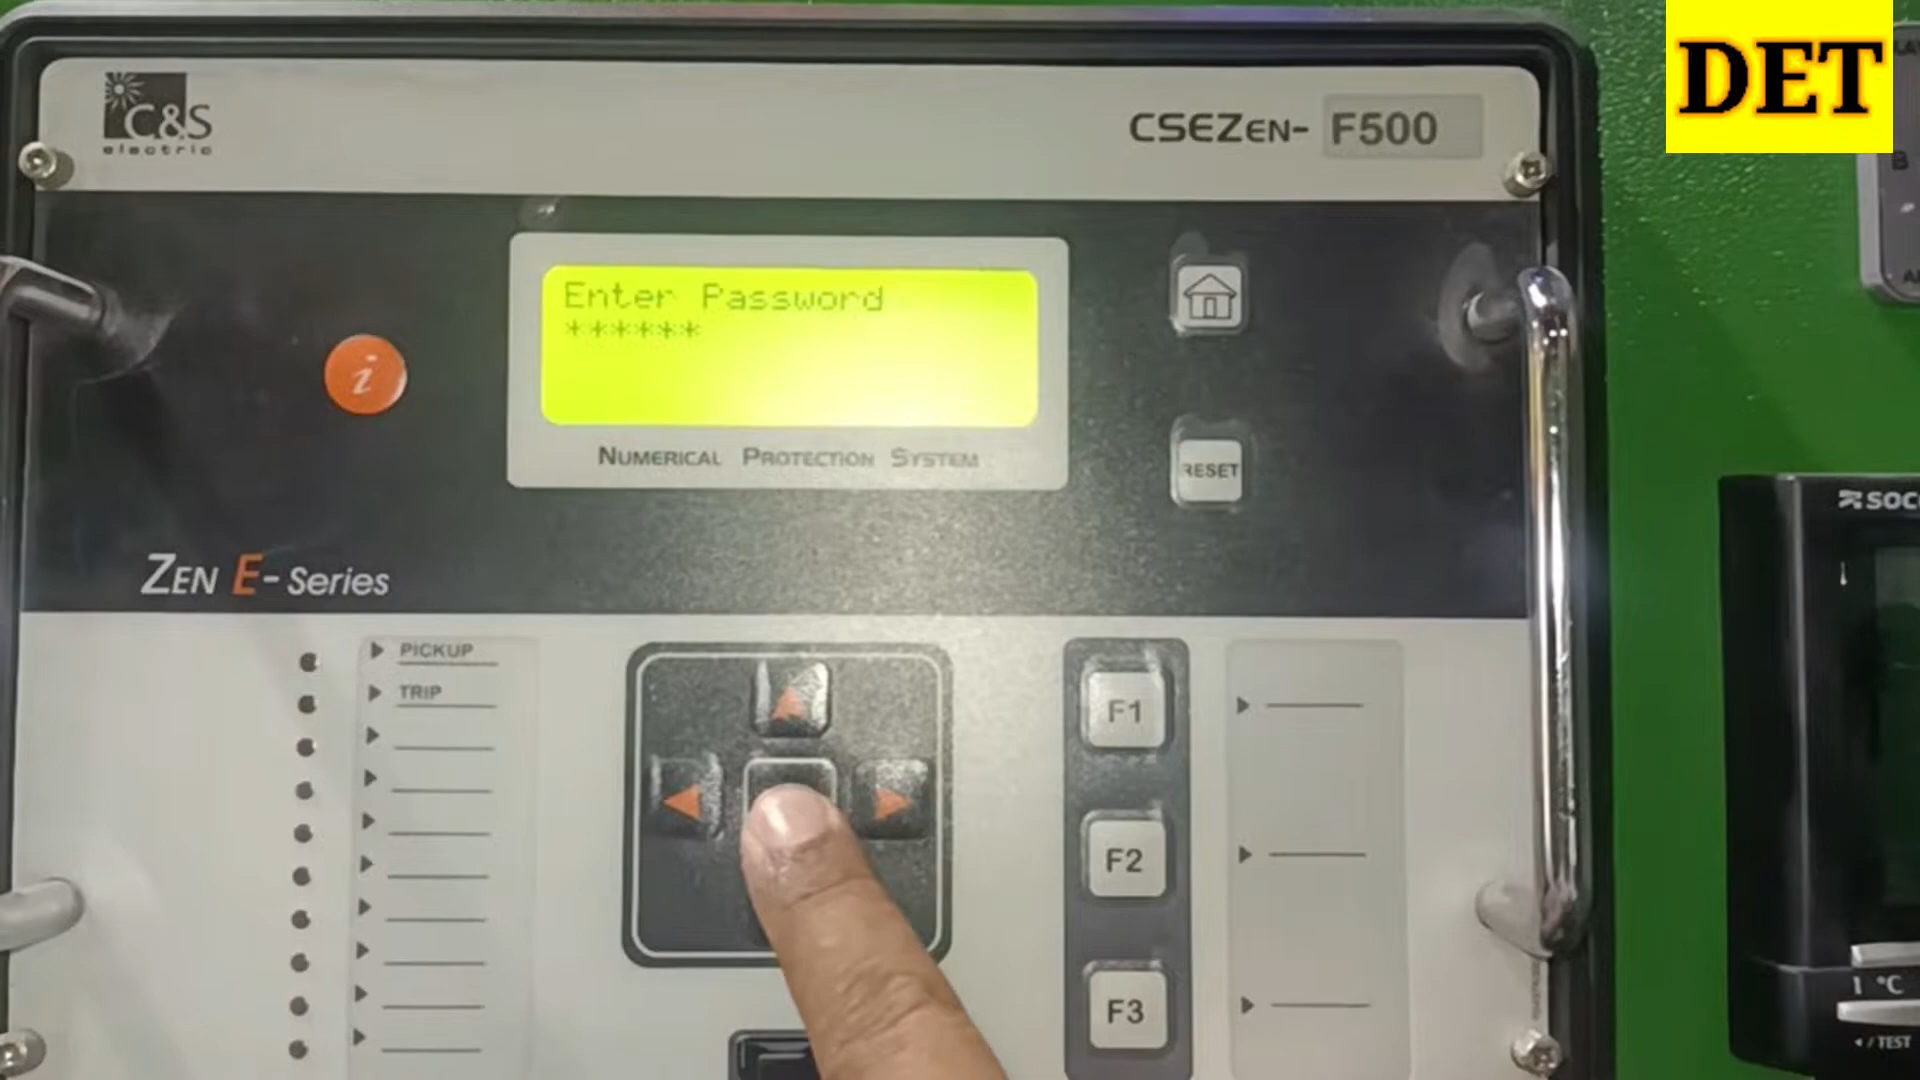 C&S
electric
CSEZEN- F500
DET
Enter Password
******
NUMERICAL PROTECTION SYSTEM
i
RESET
ZEN E- Series
PICKUP
TRIP
F1
F2
F3
B
SOC
1 °C
/ TEST